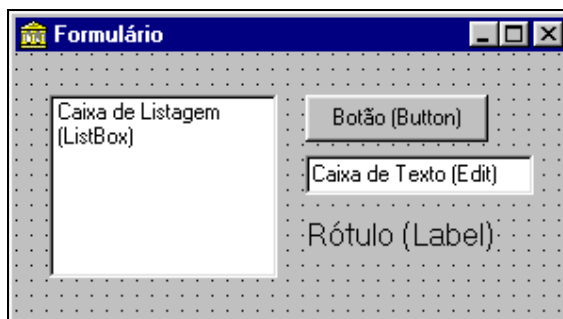 Formulário
Caixa de Listagem
(ListBox)
Botão (Button)
Caixa de Texto (Edit)
Rótulo (Label)